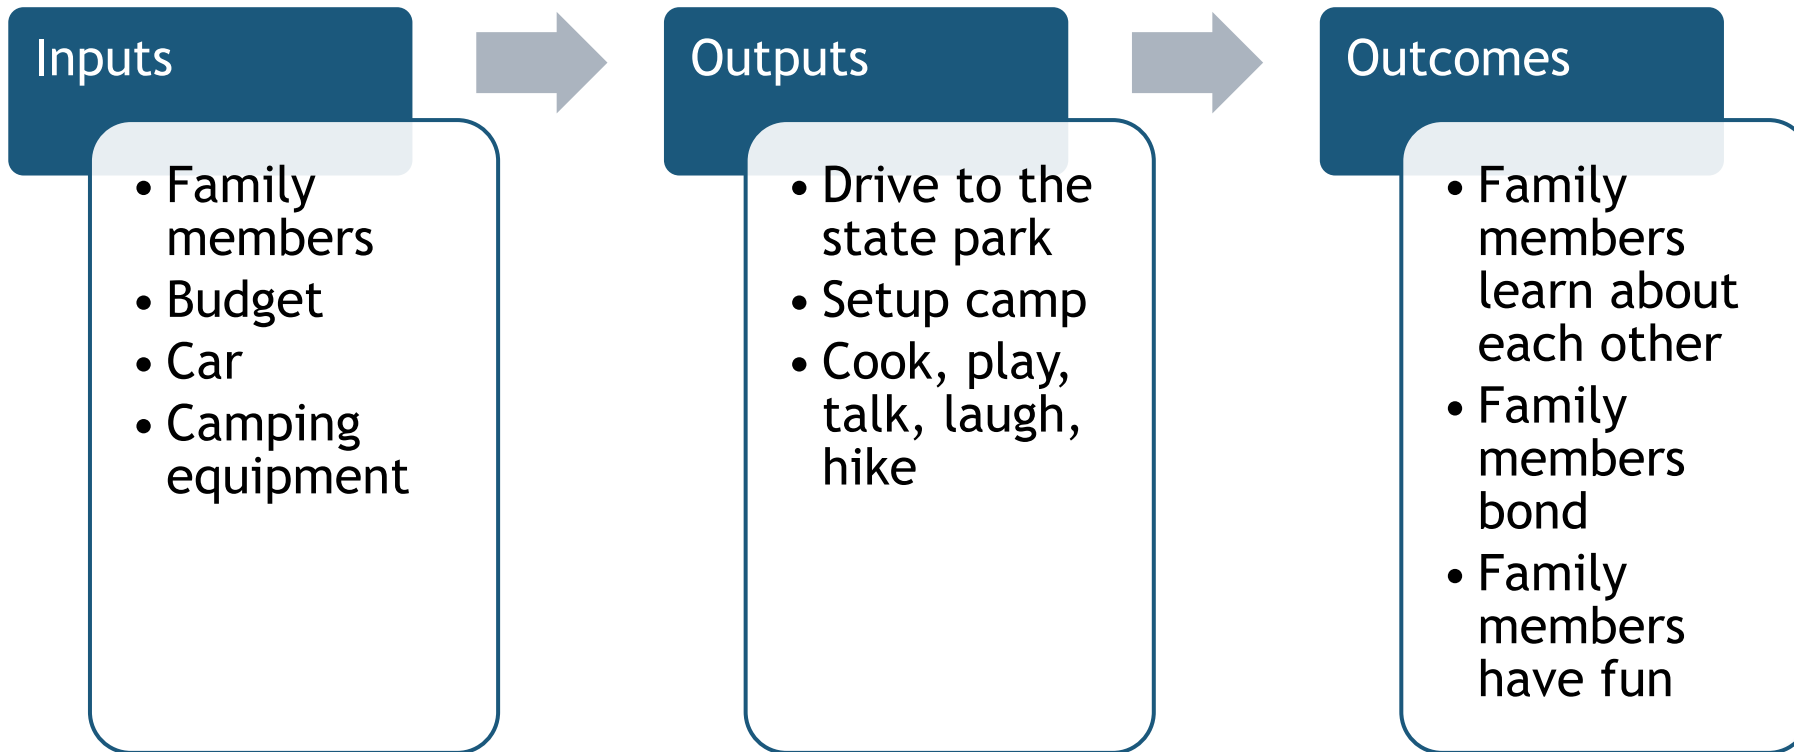 Inputs
• Family
members
• Budget
• Car
• Camping
equipment
Outputs
• Drive to the
state park
• Setup camp
• Cook, play,
talk, laugh,
hike
Outcomes
• Family
members
learn about
each other
• Family
members
bond
• Family
members
have fun